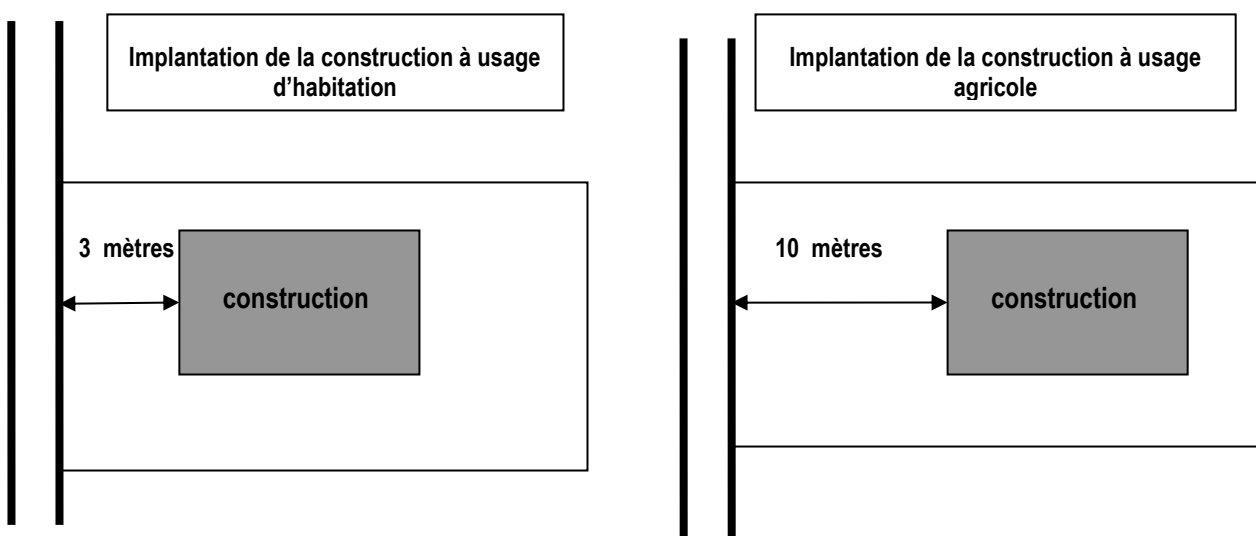 Implantation de la construction à usage
d’habitation
3 mètres
construction
Implantation de la construction à usage
agricole
10 mètres
construction